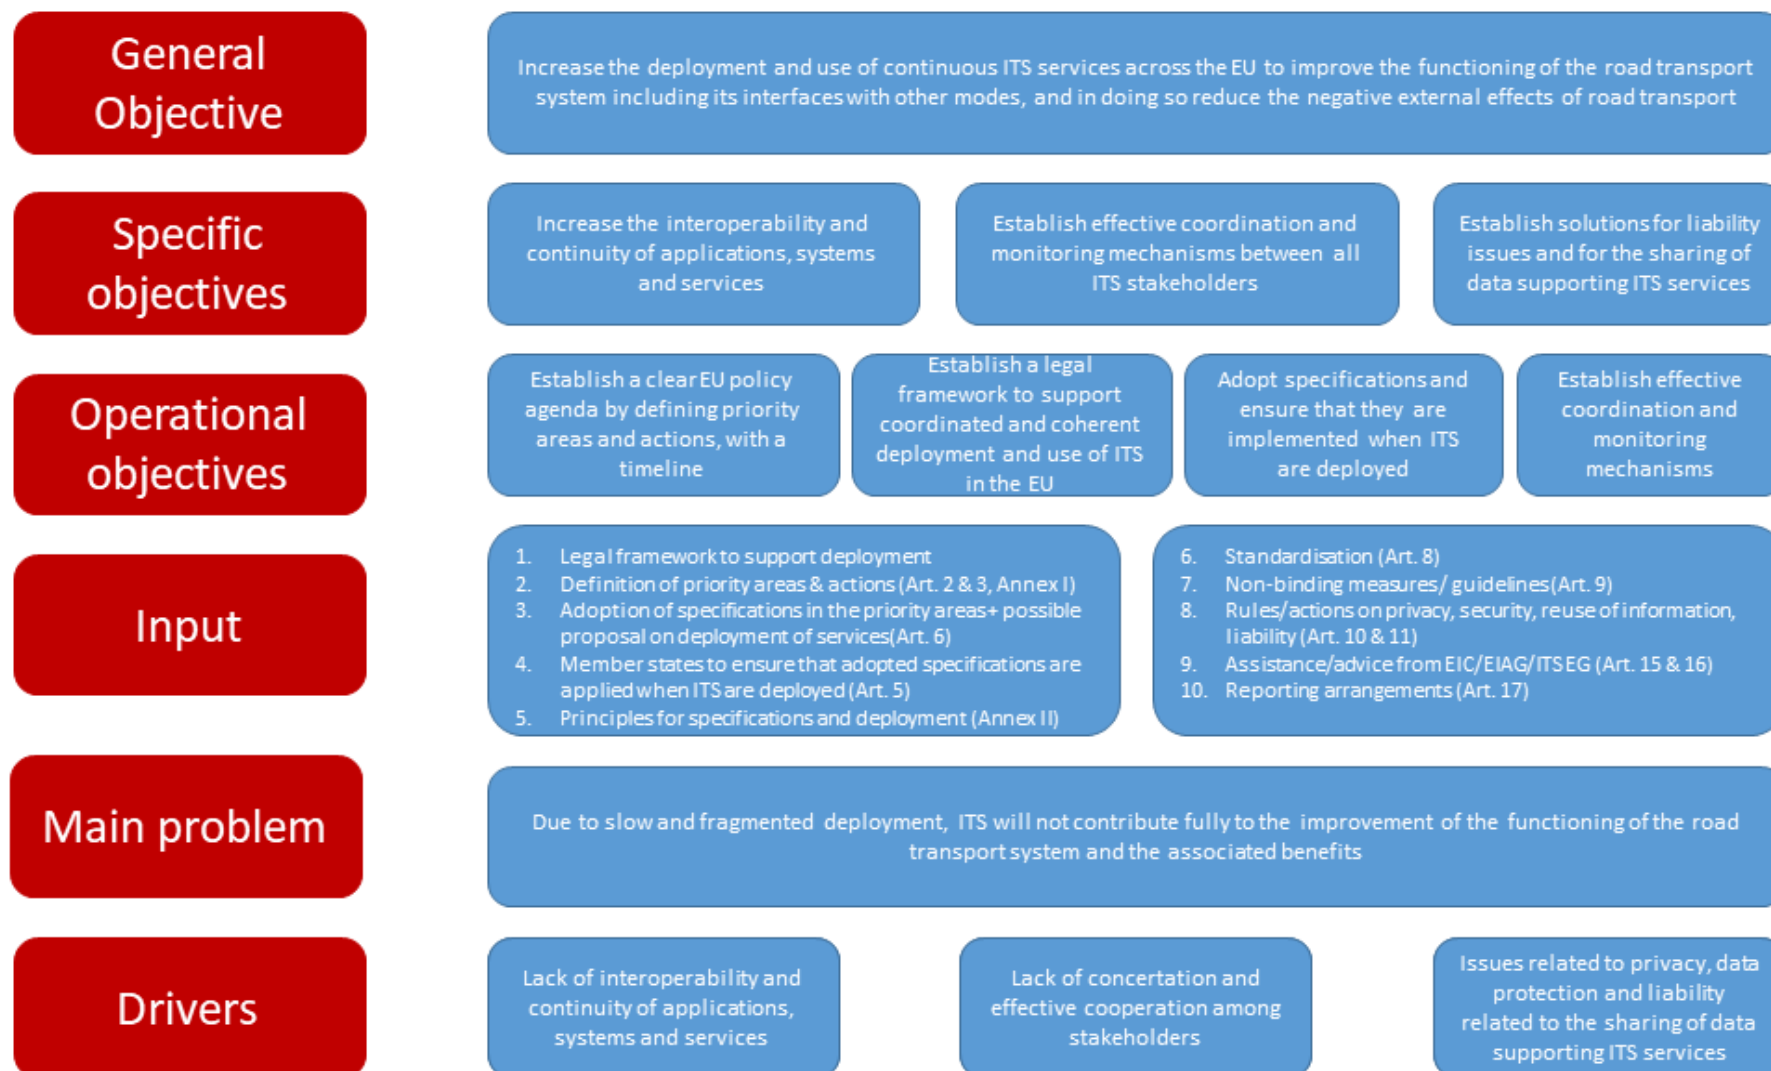 General
Objective
Increase the deployment and use of continuous ITS services across the EU to improve the functioning of the road transport
system including its interfaces with other modes, and in doing so reduce the negative external effects of road transport
Specific
objectives
Increase the interoperability and
continuity of applications, systems
and services
Establish effective coordination and
monitoring mechanisms between all
ITS stakeholders
Establish solutions for liability
issues and for the sharing of
data supporting ITS services
Operational
objectives
Establish a clear EU policy
agenda by defining priority
areas and actions, with a
timeline
Establish a legal
framework to support
coordinated and coherent
deployment and use of ITS
in the EU
Adopt specifications and
ensure that they are
implemented when ITS
are deployed
Establish effective
coordination and
monitoring
mechanisms
Input
1. Legal framework to support deployment
2. Definition of priority areas & actions (Art. 2 & 3, Annex I)
3. Adoption of specifications in the priority areas+ possible
proposal on deployment of services(Art. 6)
4. Member states to ensure that adopted specifications are
applied when ITS are deployed (Art. 5)
5. Principles for specifications and deployment (Annex II)
6. Standardisation (Art. 8)
7. Non-binding measures/ guidelines(Art. 9)
8. Rules/actions on privacy, security, reuse of information,
liability (Art. 10 & 11)
9. Assistance/advice from EIC/EIAG/ITSEG (Art. 15 & 16)
10. Reporting arrangements (Art. 17)
Main problem
Due to slow and fragmented deployment, ITS will not contribute fully to the improvement of the functioning of the road
transport system and the associated benefits
Drivers
Lack of interoperability and
continuity of applications,
systems and services
Lack of concertation and
effective cooperation among
stakeholders
Issues related to privacy, data
protection and liability
related to the sharing of data
supporting ITS services